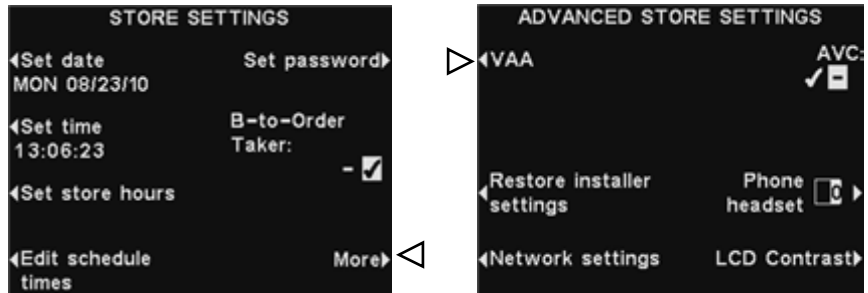 STORE SETTINGS
Set date
MON 08/23/10
Set password
Set time
13:06:23
B-to-Order
Taker:
- ✓
Set store hours
Edit schedule
times
More
ADVANCED STORE SETTINGS
VAA
AVC:
✓ -
Restore installer
settings
Phone
headset
0
Network settings
LCD Contrast